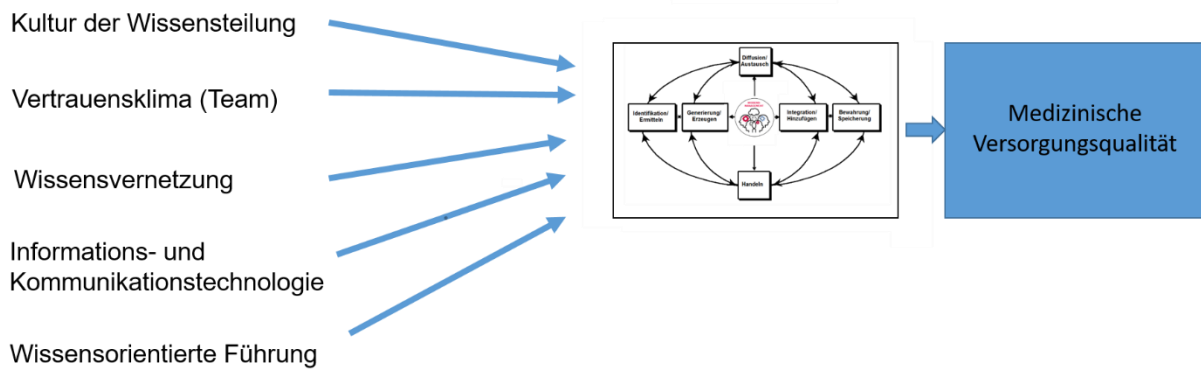 Kultur der Wissensteilung
Vertrauensklima (Team)
Wissensvernetzung
Informations- und
Kommunikationstechnologie
Wissensorientierte Führung
Diffusion/
Austausch
Identifikation/
Ermitteln
Generierung/
Erzeugen
Integration/
Hinzufügen
Bewahrung/
Speicherung
Handeln
Medizinische
Versorgungsqualität